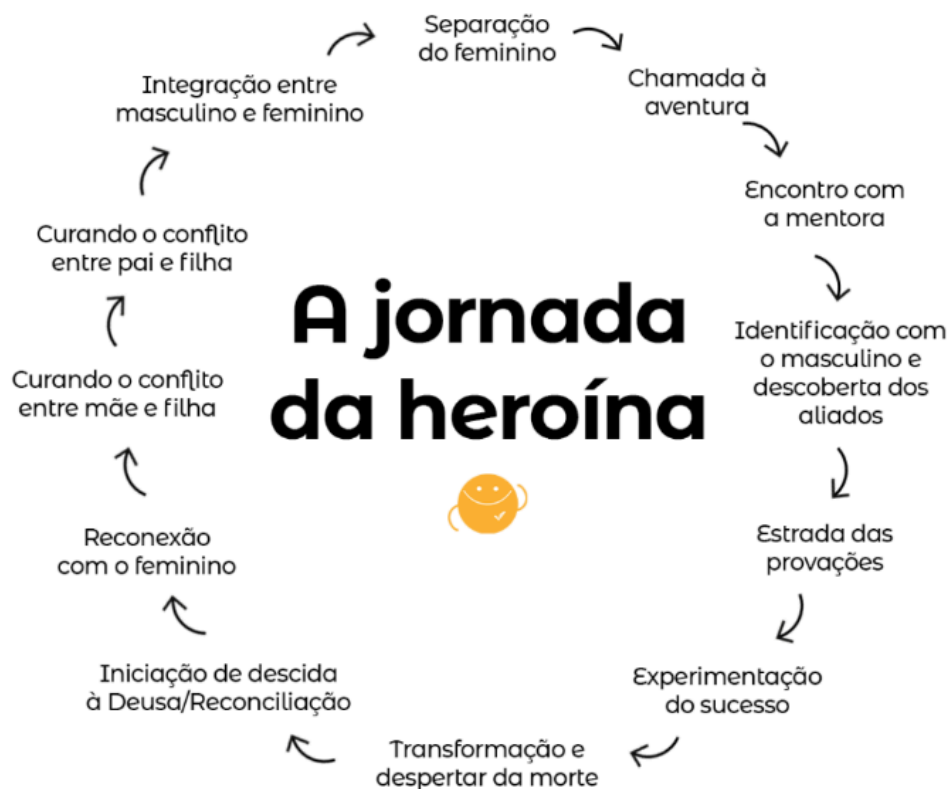 A jornada
da heroína
Separação
do feminino
Chamada à
aventura
Encontro com
a mentora
Identificação com
o masculino e
descoberta dos
aliados
Estrada das
provações
Experimentação
do sucesso
Transformação e
despertar da morte
Iniciação de descida
à Deusa/Reconciliação
Reconexão
com o feminino
Curando o conflito
entre mãe e filha
Curando o conflito
entre pai e filha
Integração entre
masculino e feminino